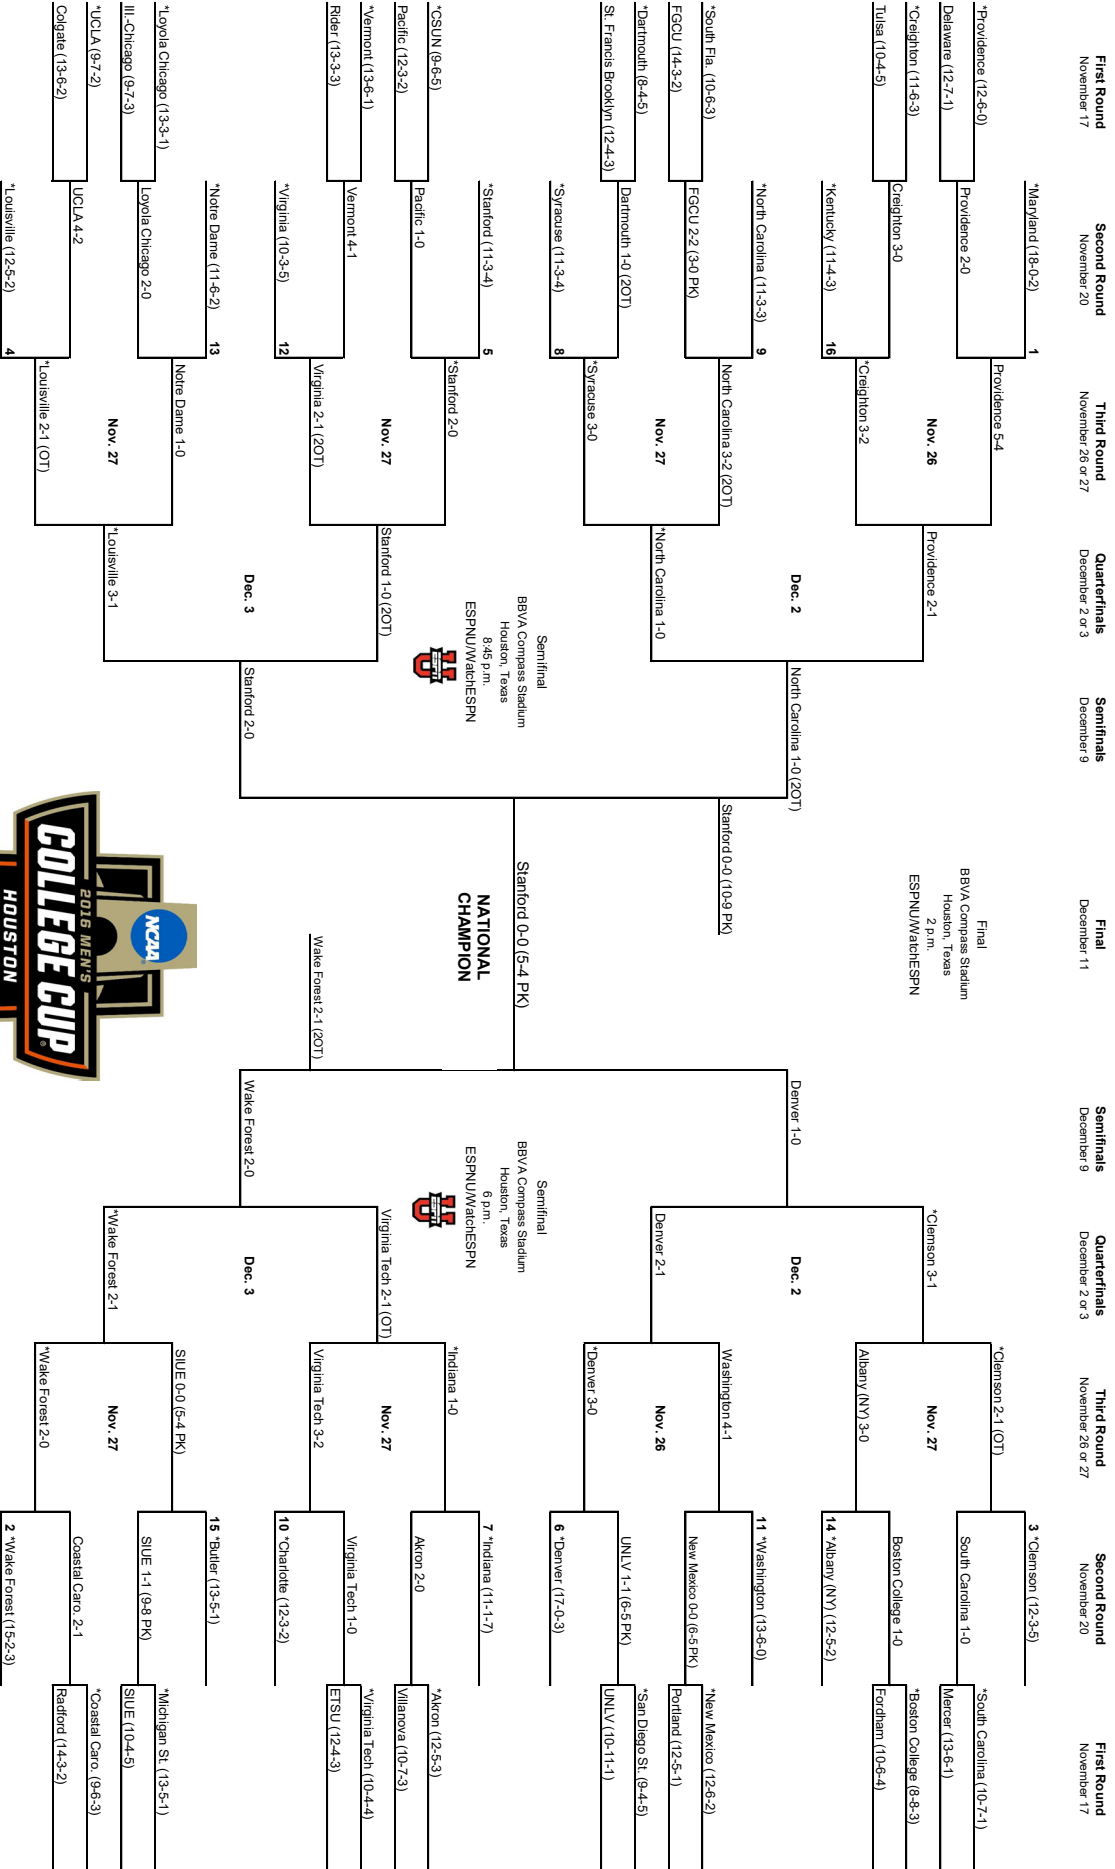 First Round
November 17
Second Round
November 20
Third Round
November 26 or 27
Quarterfinals
December 2 or 3
Semifinals
December 9
Final
December 11
Semifinals
December 9
Quarterfinals
December 2 or 3
Third Round
November 26 or 27
Second Round
November 20
First Round
November 17
*Providence (12-6-0)
Delaware (12-7-1)
*Creighton (11-6-3)
Tulsa (10-4-5)
*South Fla. (10-6-3)
FGCU (14-3-2)
*Dartmouth (8-4-5)
St. Francis Brooklyn (12-4-3)
*CSUN (9-6-5)
Pacific (12-3-2)
*Vermont (13-6-1)
Rider (13-3-3)
*Loyola Chicago (13-3-1)
Ill.-Chicago (9-7-3)
*UCLA (9-7-2)
Colgate (13-6-2)
*Maryland (18-0-2) 1
Providence 2-0
Creighton 3-0
*Kentucky (11-4-3) 16
*North Carolina (11-3-3) 9
FGCU 2-2 (3-0 PK)
Dartmouth 1-0 (2OT)
*Syracuse (11-3-4) 8
*Stanford (11-3-4) 5
Pacific 1-0
Vermont 4-1
*Virginia (10-3-5) 12
*Notre Dame (11-6-2) 13
Loyola Chicago 2-0
UCLA 4-2
*Louisville (12-5-2) 4
Providence 5-4
Nov. 26
*Creighton 3-2
North Carolina 3-2 (2OT)
Nov. 27
*Syracuse 3-0
*Stanford 2-0
Nov. 27
Virginia 2-1 (2OT)
Notre Dame 1-0
Nov. 27
*Louisville 2-1 (OT)
Providence 2-1
Dec. 2
*North Carolina 1-0
Stanford 1-0 (2OT)
Dec. 3
*Louisville 3-1
Semifinal
BBVA Compass Stadium
Houston, Texas
8:45 p.m.
ESPNU/WatchESPN
North Carolina 1-0 (2OT)
Stanford 2-0
Final
BBVA Compass Stadium
Houston, Texas
2 p.m.
ESPNU/WatchESPN
Stanford 0-0 (10-9 PK)
Stanford 0-0 (5-4 PK)
NATIONAL
CHAMPION
Wake Forest 2-1 (2OT)
NCAA
2016 MEN'S
COLLEGE CUP
HOUSTON
Denver 1-0
Wake Forest 2-0
Semifinal
BBVA Compass Stadium
Houston, Texas
6 p.m.
ESPNU/WatchESPN
*Clemson 3-1
Dec. 2
Denver 2-1
Virginia Tech 2-1 (OT)
Dec. 3
*Wake Forest 2-1
*Clemson 2-1 (OT)
Nov. 27
Albany (NY) 3-0
Washington 4-1
Nov. 26
*Denver 3-0
*Indiana 1-0
Nov. 27
Virginia Tech 3-2
SIUE 0-0 (5-4 PK)
Nov. 27
*Wake Forest 2-0
3 *Clemson (12-3-5)
South Carolina 1-0
Boston College 1-0
14 *Albany (NY) (12-5-2)
11 *Washington (13-6-0)
New Mexico 0-0 (6-5 PK)
UNLV 1-1 (6-5 PK)
6 *Denver (17-0-3)
7 *Indiana (11-1-7)
Akron 2-0
Virginia Tech 1-0
10 *Charlotte (12-3-2)
15 *Butler (13-5-1)
SIUE 1-1 (9-8 PK)
Coastal Caro. 2-1
2 *Wake Forest (15-2-3)
*South Carolina (10-7-1)
Mercer (13-6-1)
*Boston College (8-8-3)
Fordham (10-6-4)
*New Mexico (12-6-2)
Portland (12-5-1)
*San Diego St. (9-4-5)
UNLV (10-11-1)
*Akron (12-5-3)
Villanova (10-7-3)
*Virginia Tech (10-4-4)
ETSU (12-4-3)
*Michigan St. (13-5-1)
SIUE (10-4-5)
*Coastal Caro. (9-6-3)
Radford (14-3-2)